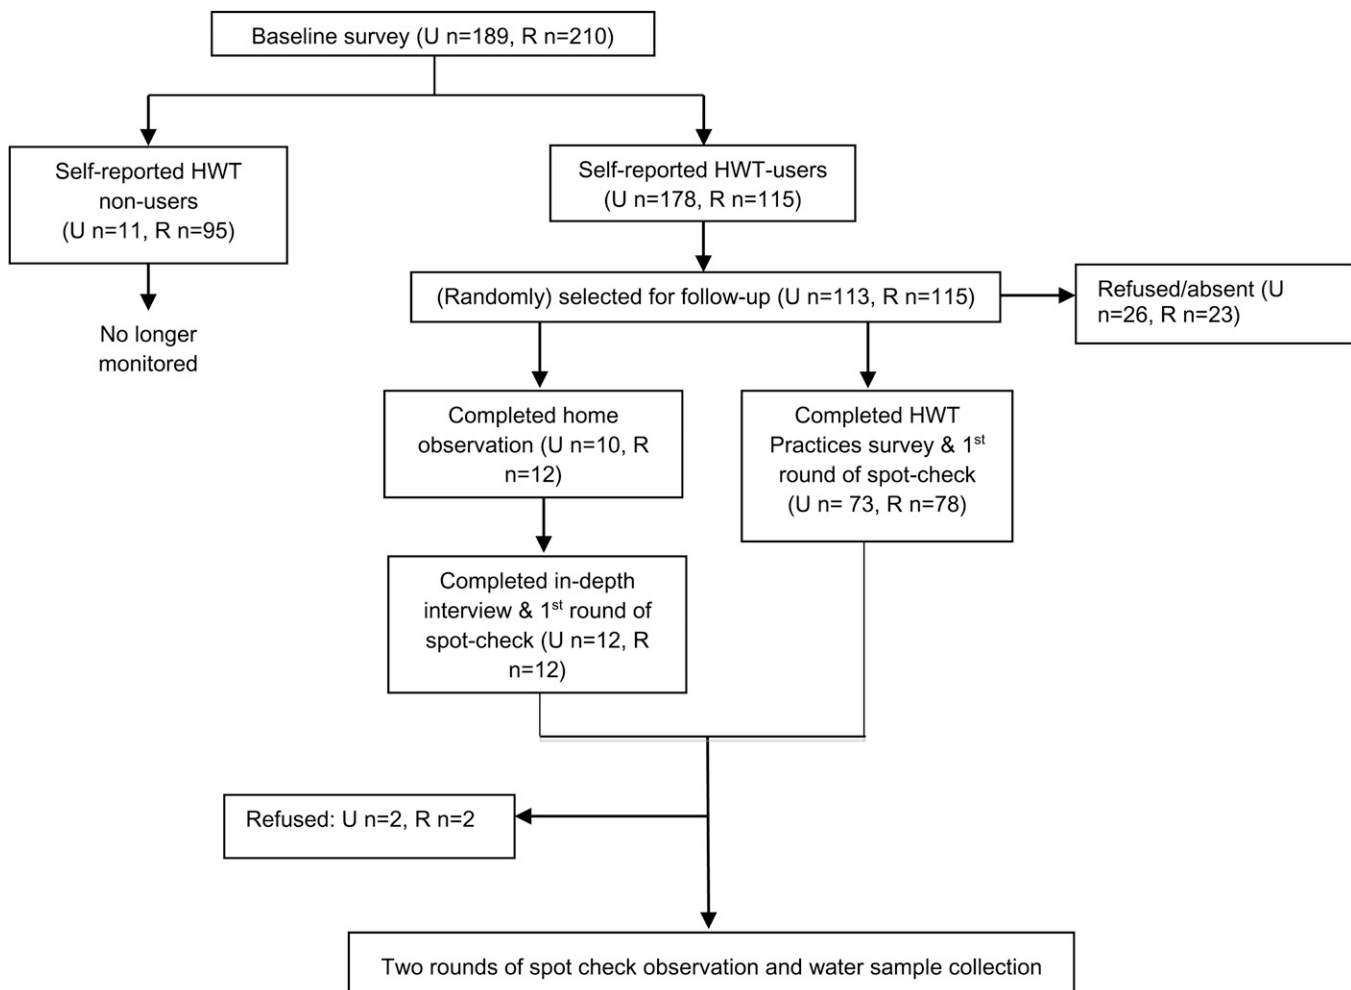 Baseline survey (U n=189, R n=210)
Self-reported HWT
non-users
(U n=11, R n=95)
Self-reported HWT-users
(U n=178, R n=115)
No longer
monitored
(Randomly) selected for follow-up (U n=113, R n=115)
Refused/absent (U
n=26, R n=23)
Completed home
observation (U n=10, R
n=12)
Completed HWT
Practices survey & 1st
round of spot-check
(U n= 73, R n=78)
Completed in-depth
interview & 1st round of
spot-check (U n=12, R
n=12)
Refused: U n=2, R n=2
Two rounds of spot check observation and water sample collection